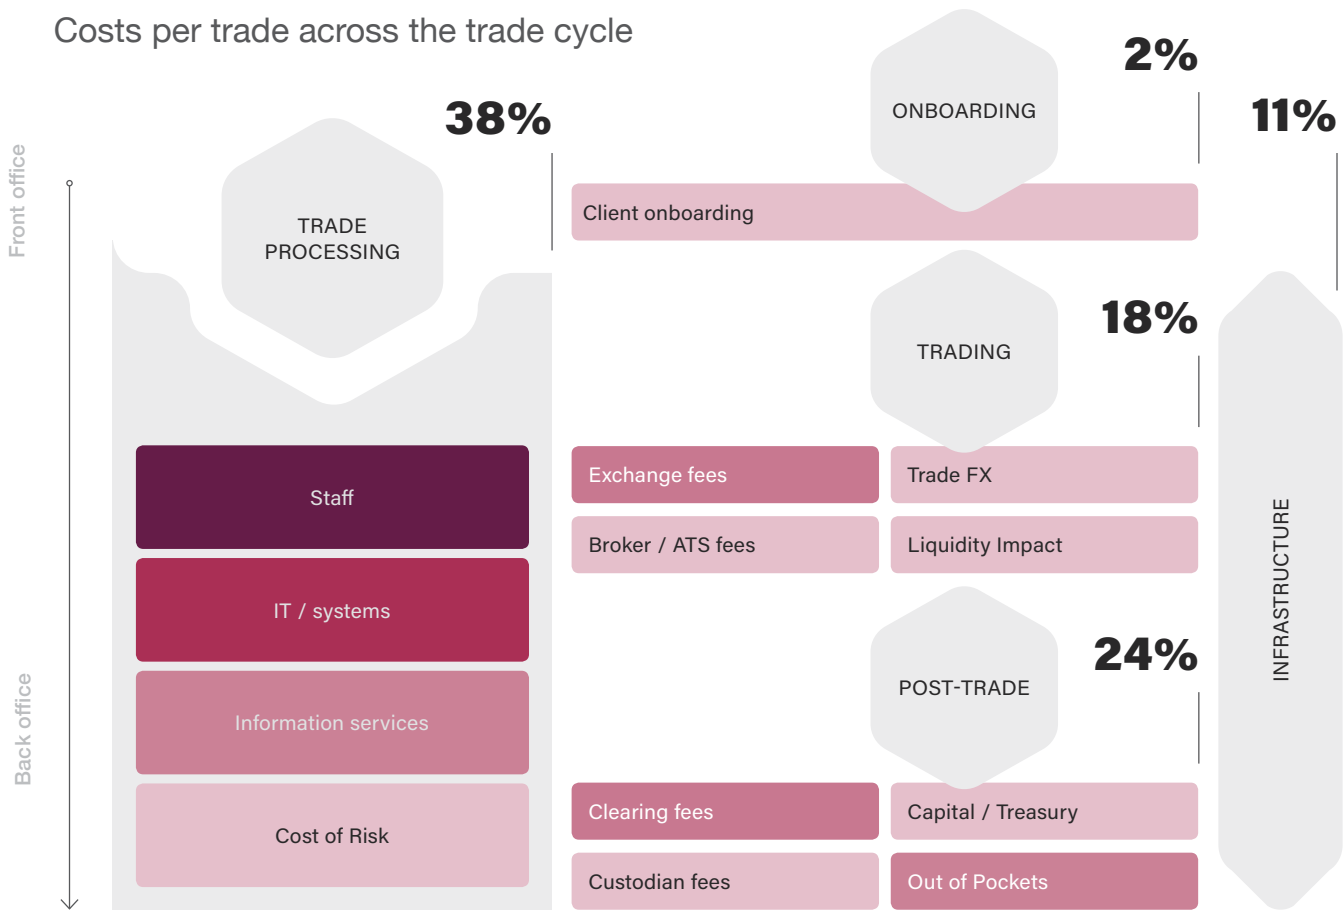 Costs per trade across the trade cycle
Front office
Back office
38%
TRADE
PROCESSING
Staff
IT / systems
Information services
Cost of Risk
2%
ONBOARDING
Client onboarding
18%
TRADING
Exchange fees
Trade FX
Broker / ATS fees
Liquidity Impact
24%
POST-TRADE
Clearing fees
Capital / Treasury
Custodian fees
Out of Pockets
11%
INFRASTRUCTURE